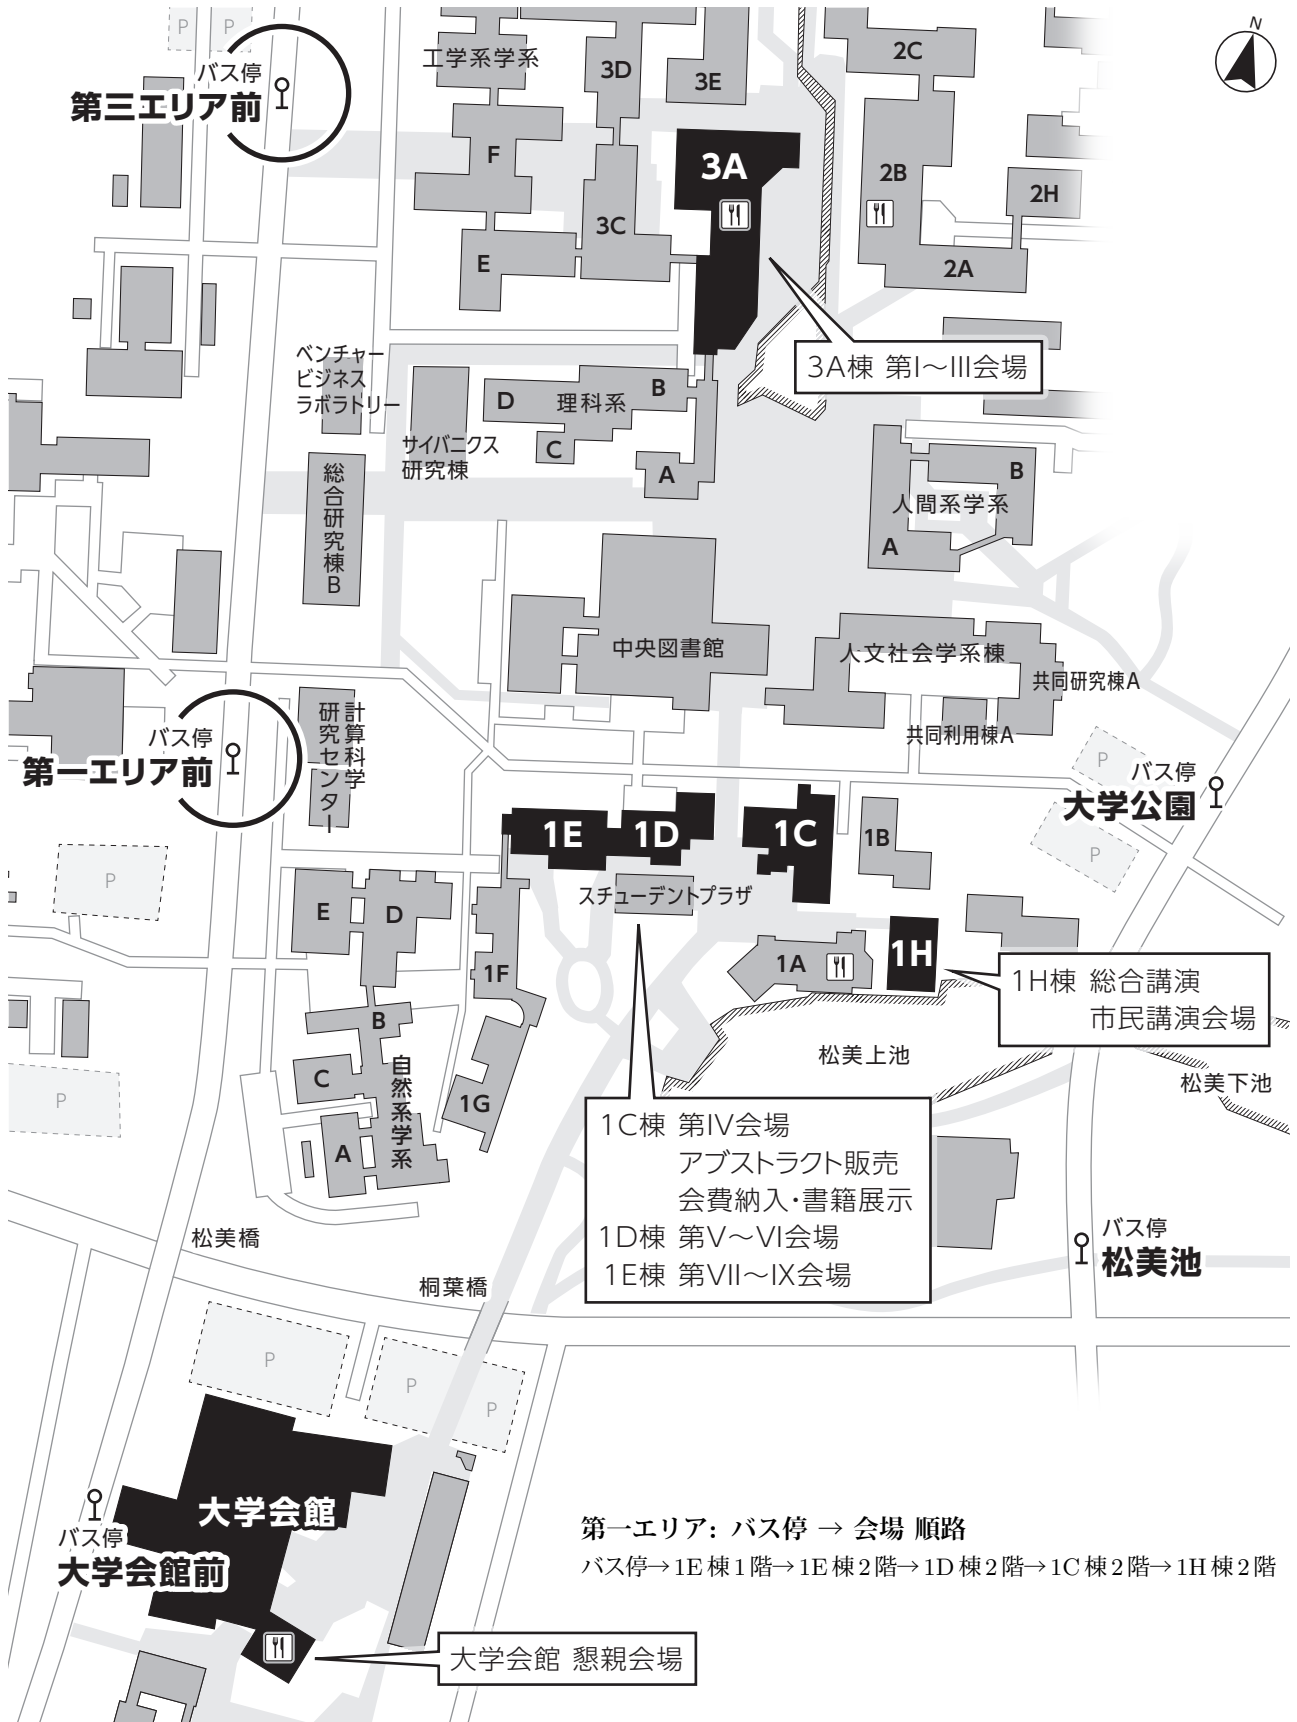 P
P
N
バス停
第三エリア前
工学系学系
3D
3E
2C
F
3A
2B
2H
3C
E
2A
3A棟 第I〜III会場
ベンチャー
ビジネス
ラボラトリー
D
理科系
B
C
A
サイバニクス
研究棟
総合研究棟B
B
人間系学系
A
中央図書館
人文社会学系棟
共同研究棟A
共同利用棟A
バス停
第一エリア前
計算科学
研究センター
P
バス停
大学公園
P
1E
1D
1C
1B
P
スチューデントプラザ
E
D
1F
1A
1H
1H棟 総合講演
市民講演会場
B
松美上池
C
自然系学系
1G
松美下池
P
A
1C棟 第IV会場
アブストラクト販売
会費納入・書籍展示
1D棟 第V〜VI会場
1E棟 第VII〜IX会場
バス停
松美池
松美橋
桐葉橋
P
P
P
大学会館
バス停
大学会館前
第一エリア: バス停 → 会場 順路
バス停→1E棟1階→1E棟2階→1D棟2階→1C棟2階→1H棟2階
大学会館 懇親会場